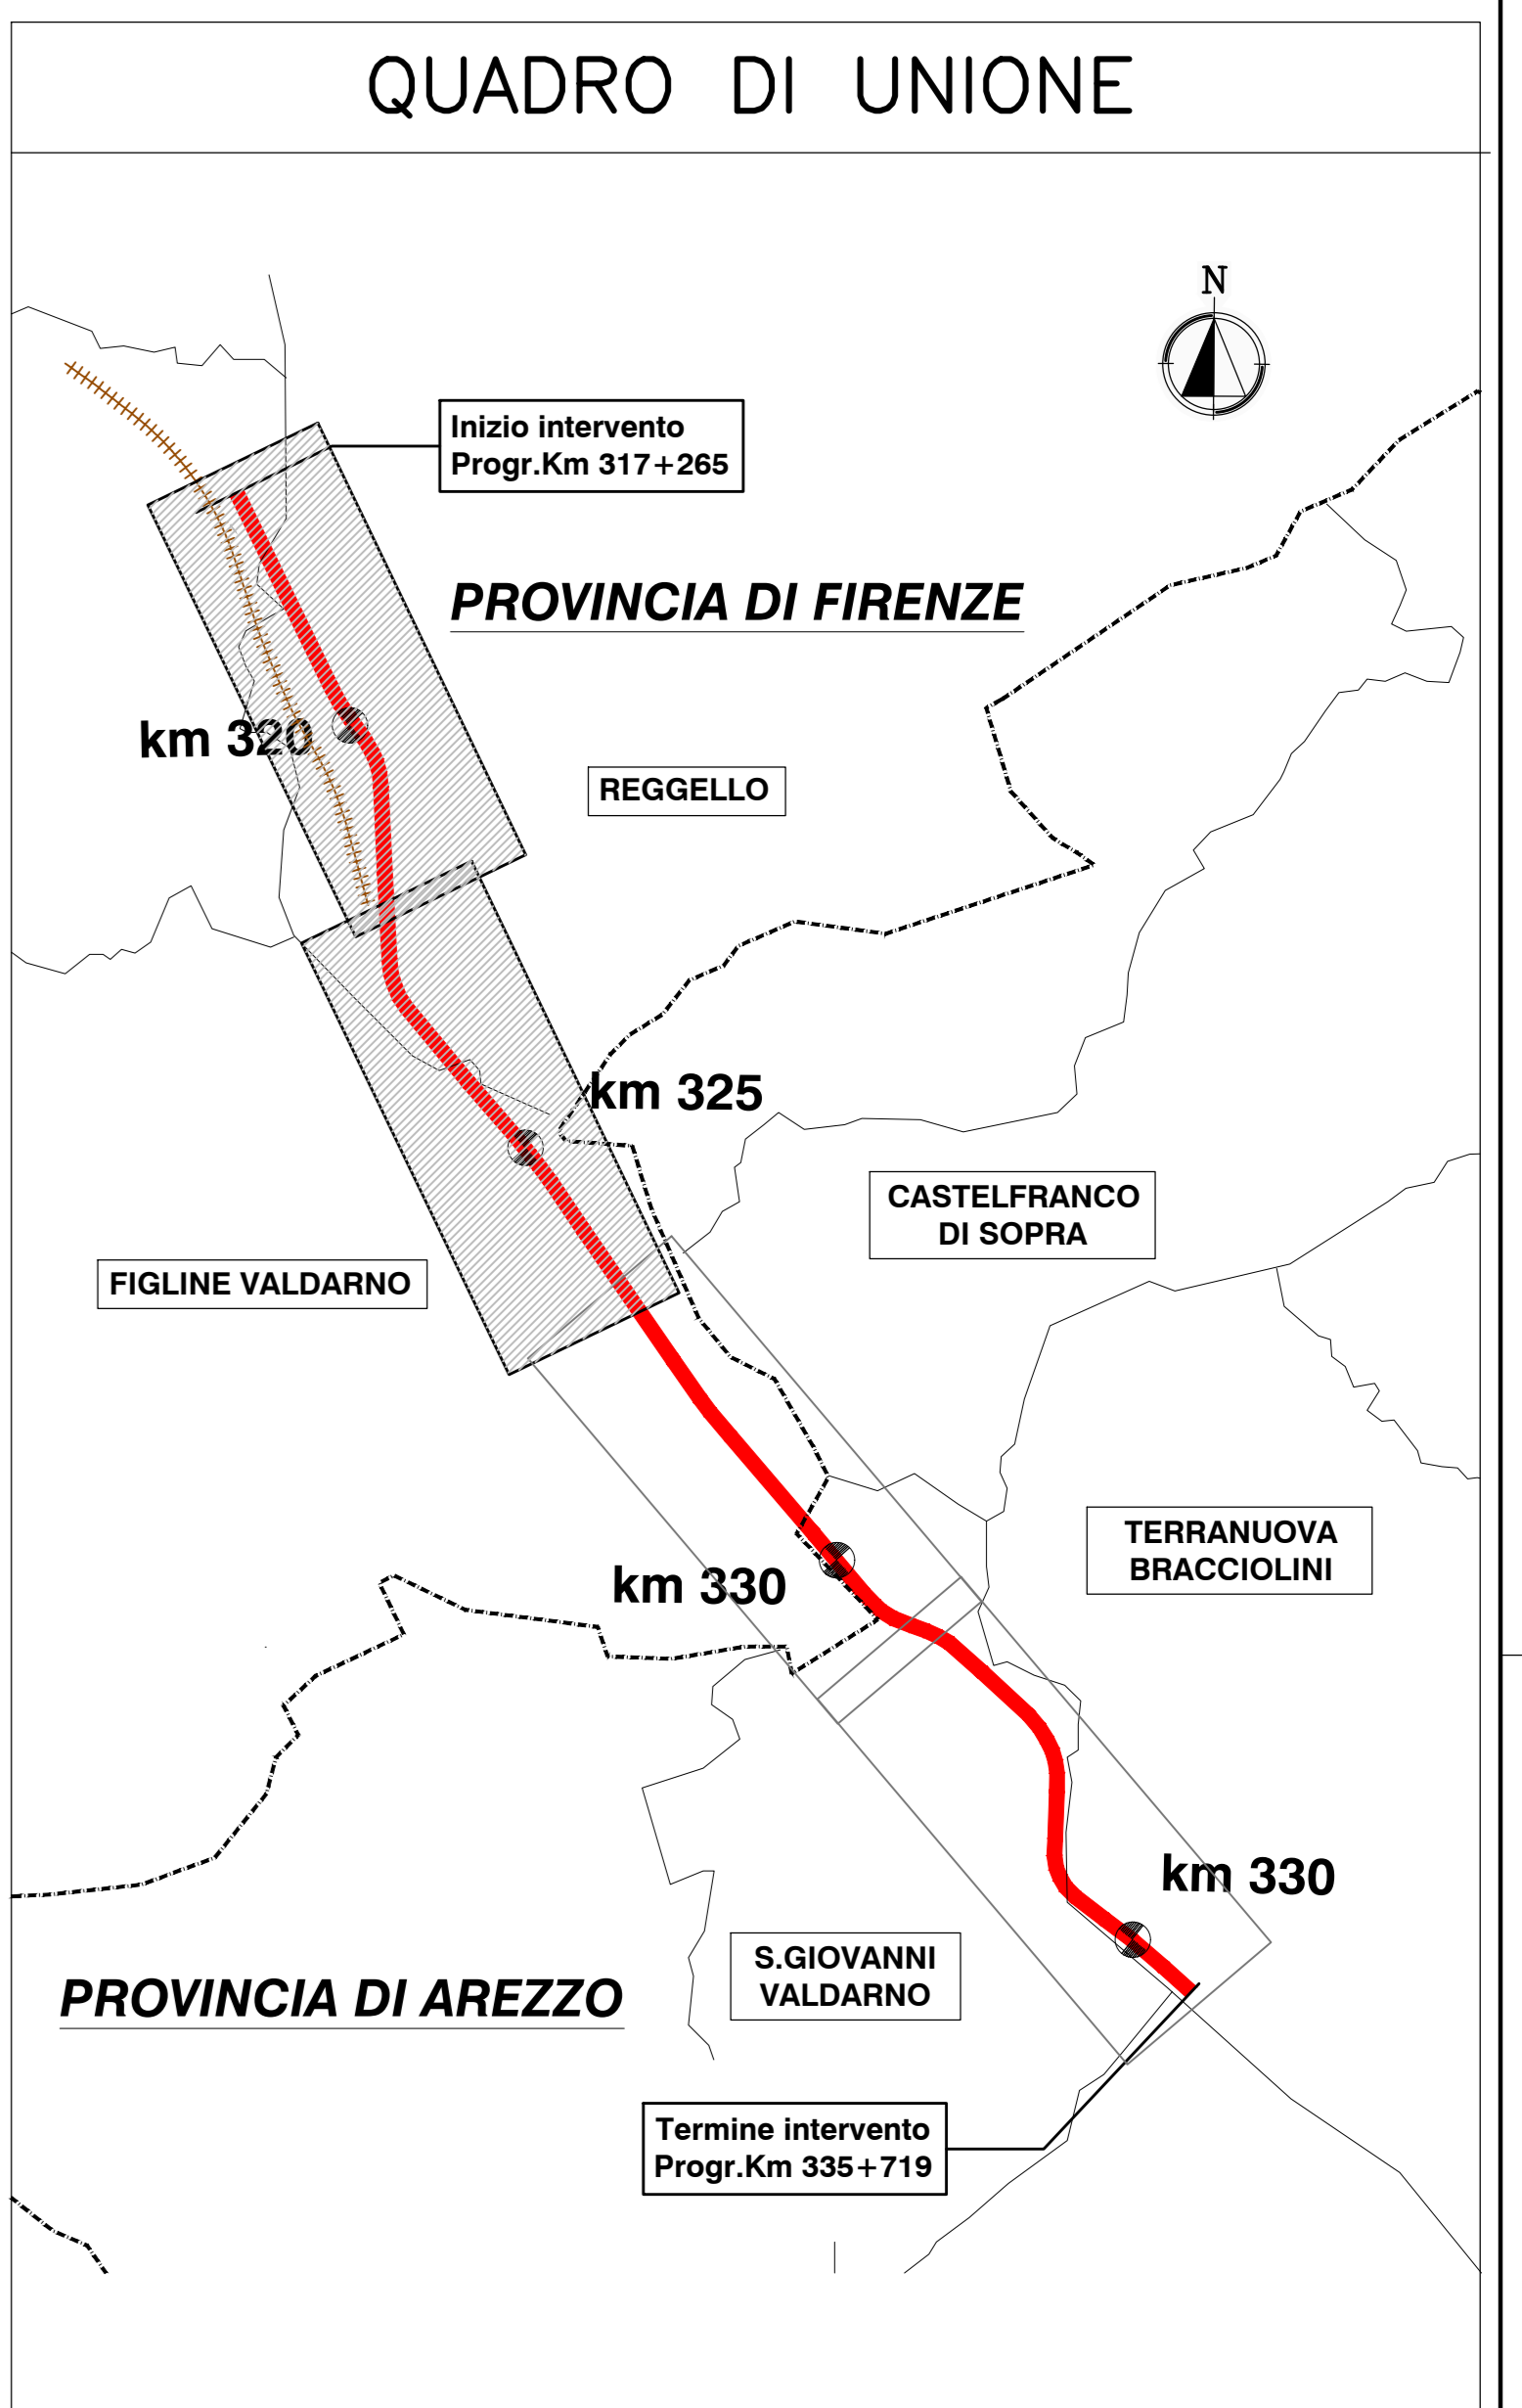 QUADRO DI UNIONE
N
Inizio intervento
Progr.Km 317+265
PROVINCIA DI FIRENZE
km 320
REGGELLO
km 325
CASTELFRANCO
DI SOPRA
FIGLINE VALDARNO
TERRANUOVA
BRACCIOLINI
km 330
km 330
S.GIOVANNI
VALDARNO
PROVINCIA DI AREZZO
Termine intervento
Progr.Km 335+719